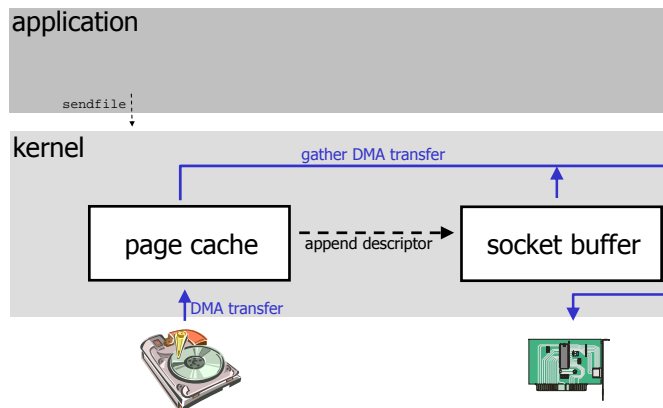 application
sendfile
kernel
gather DMA transfer
page cache
append descriptor
socket buffer
DMA transfer